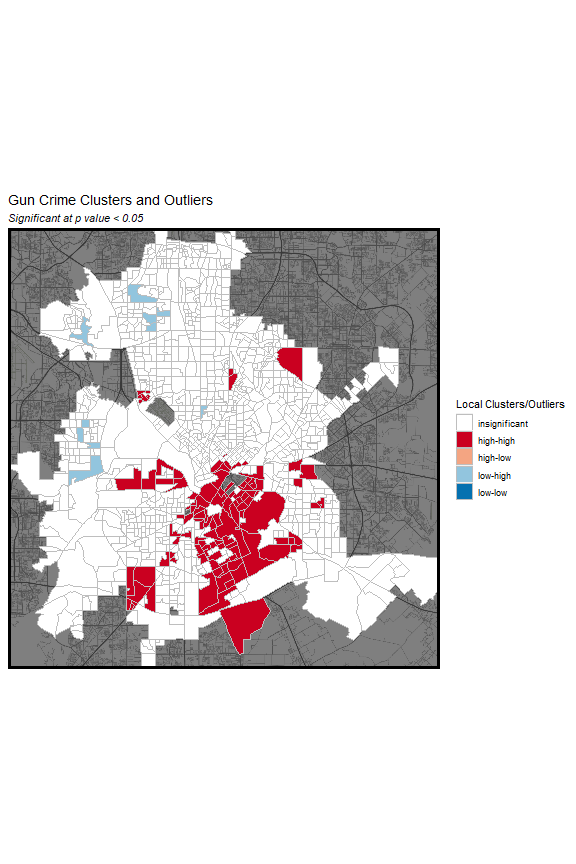 Gun Crime Clusters and Outliers
Significant at p value < 0.05
Local Clusters/Outliers
insignificant
high-high
high-low
low-high
low-low